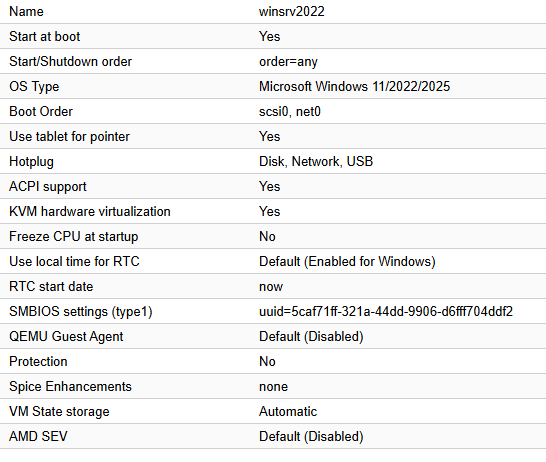 Name winsrv2022
Start at boot Yes
Start/Shutdown order order=any
OS Type Microsoft Windows 11/2022/2025
Boot Order scsi0, net0
Use tablet for pointer Yes
Hotplug Disk, Network, USB
ACPI support Yes
KVM hardware virtualization Yes
Freeze CPU at startup No
Use local time for RTC Default (Enabled for Windows)
RTC start date now
SMBIOS settings (type1) uuid=5caf71ff-321a-44dd-9906-d6fff704ddf2
QEMU Guest Agent Default (Disabled)
Protection No
Spice Enhancements none
VM State storage Automatic
AMD SEV Default (Disabled)